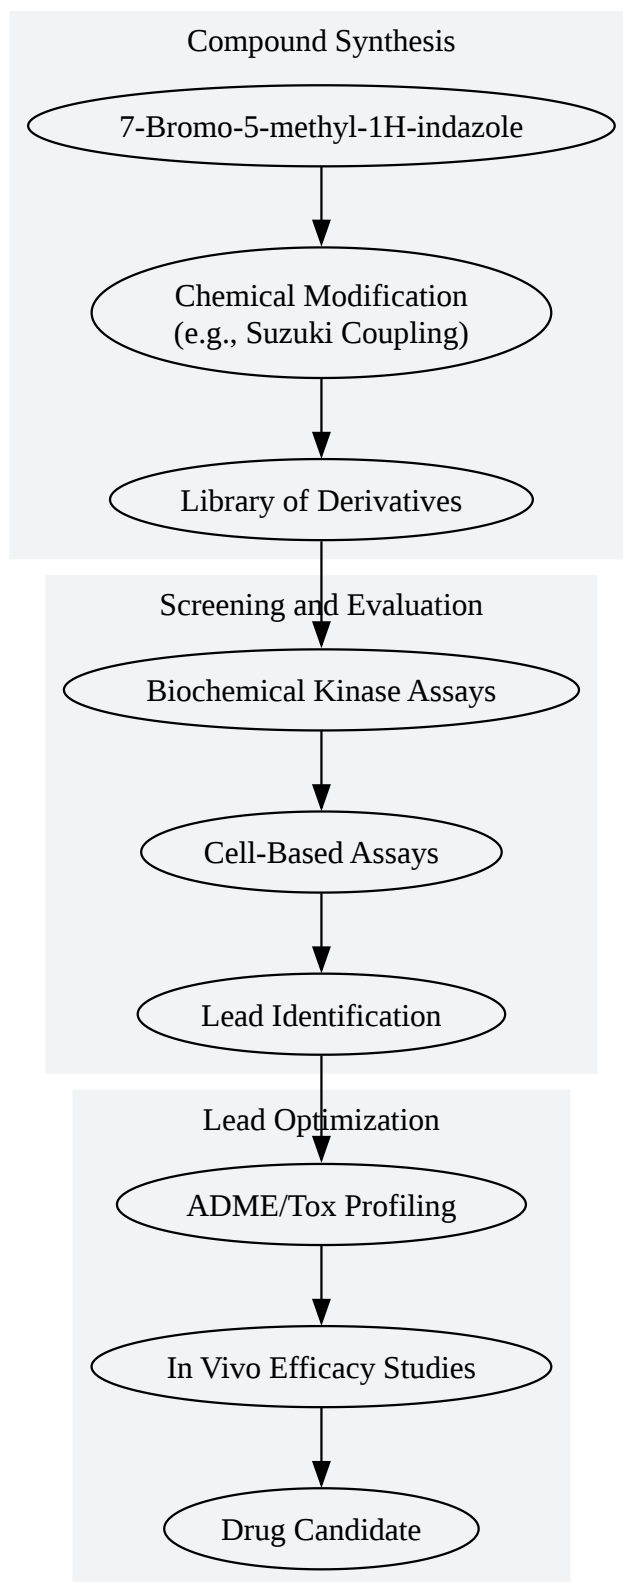 Compound Synthesis
7-Bromo-5-methyl-1H-indazole
Chemical Modification
(e.g., Suzuki Coupling)
Library of Derivatives
Screening and Evaluation
Biochemical Kinase Assays
Cell-Based Assays
Lead Identification
Lead Optimization
ADME/Tox Profiling
In Vivo Efficacy Studies
Drug Candidate